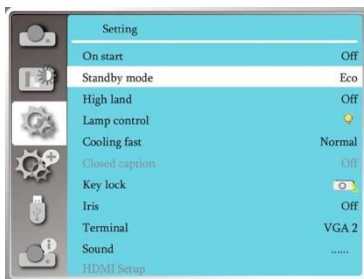 Setting
On start Off
Standby mode Eco
High land Off
Lamp control
Cooling fast Normal
Closed caption Off
Key lock
Iris Off
Terminal VGA 2
Sound ......
HDMI Setup